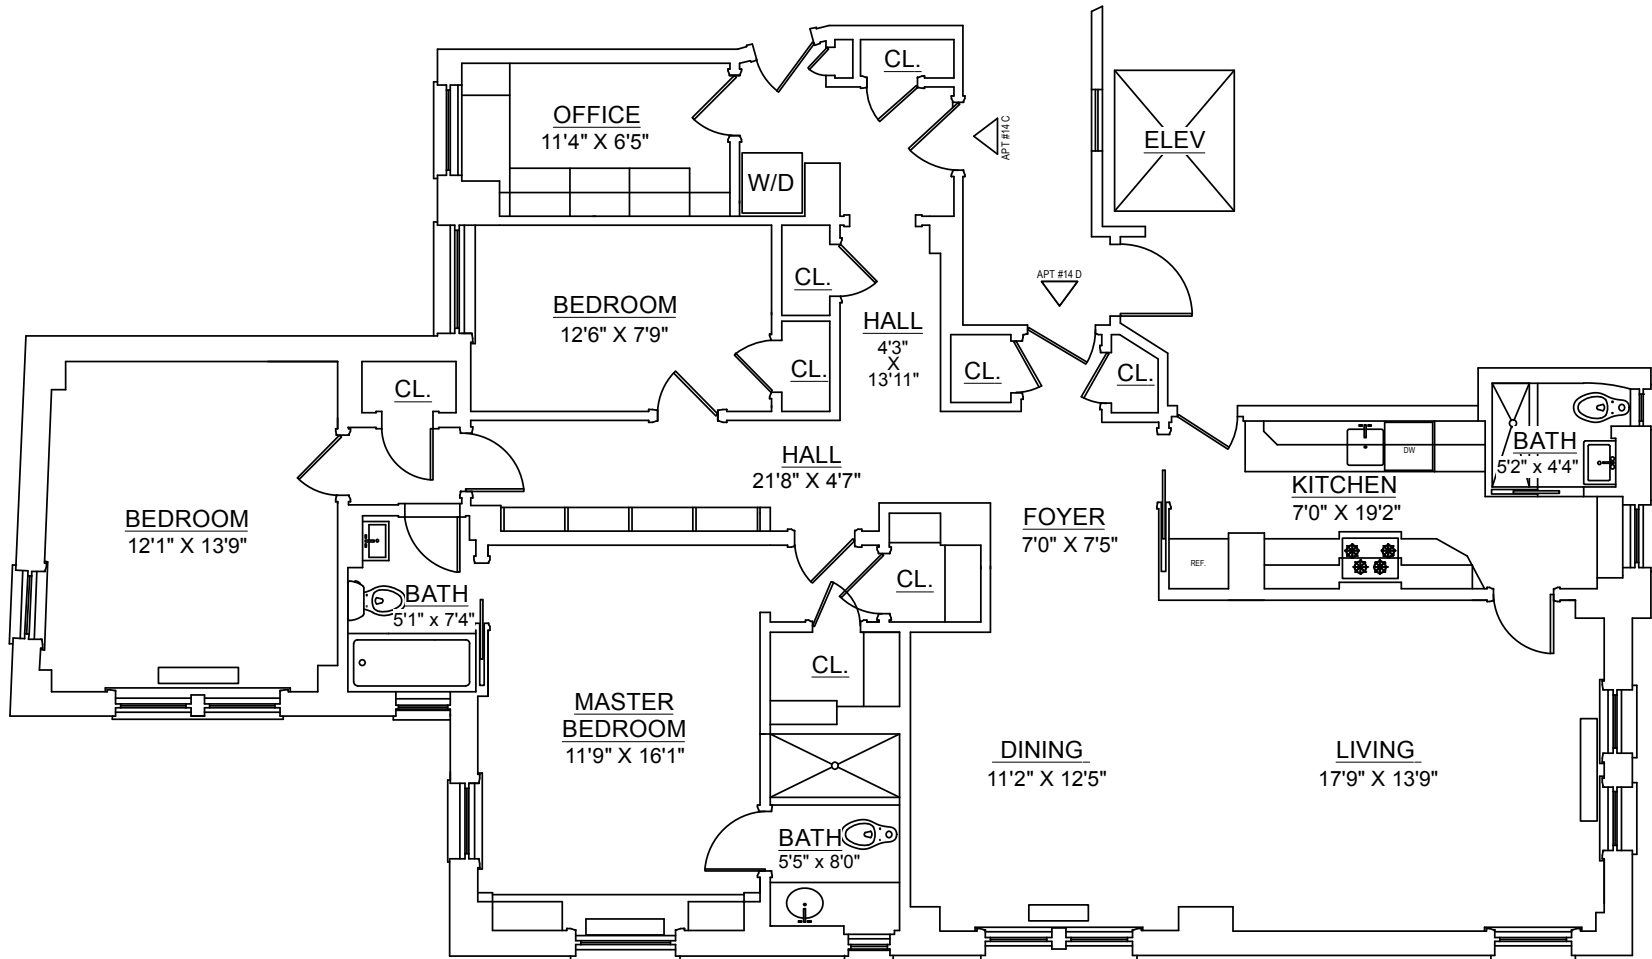 CL.
OFFICE
11'4" X 6'5"
W/D
APT #14 C
ELEV
BEDROOM
12'6" X 7'9"
CL.
CL.
HALL
4'3"
X
13'11"
APT #14 D
CL.
CL.
CL.
HALL
21'8" X 4'7"
BATH
5'2" x 4'4"
DW
KITCHEN
7'0" X 19'2"
REF.
FOYER
7'0" X 7'5"
BEDROOM
12'1" X 13'9"
BATH
5'1" x 7'4"
CL.
CL.
MASTER
BEDROOM
11'9" X 16'1"
BATH
5'5" x 8'0"
DINING
11'2" X 12'5"
LIVING
17'9" X 13'9"